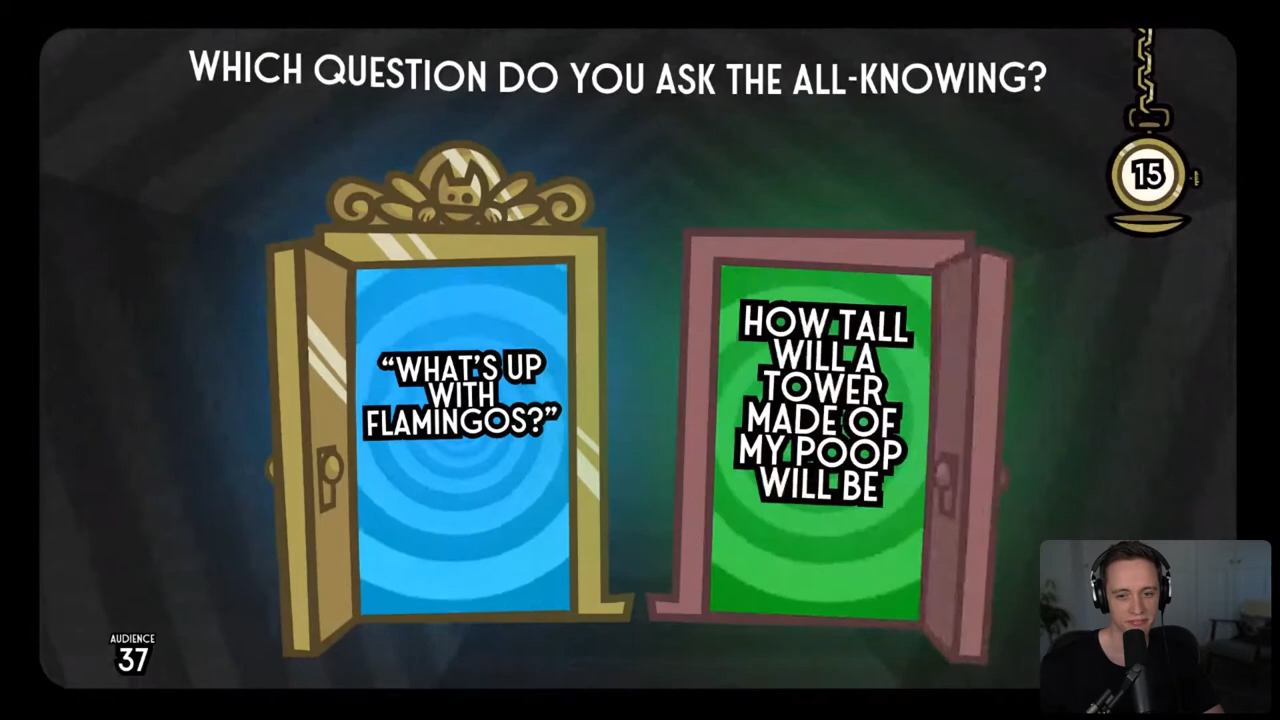 WHICH QUESTION DO YOU ASK THE ALL-KNOWING?
15
“WHAT’S UP
WITH
FLAMINGOS?”
HOW TALL
WILL A
TOWER
MADE OF
MY POOP
WILL BE
AUDIENCE
37